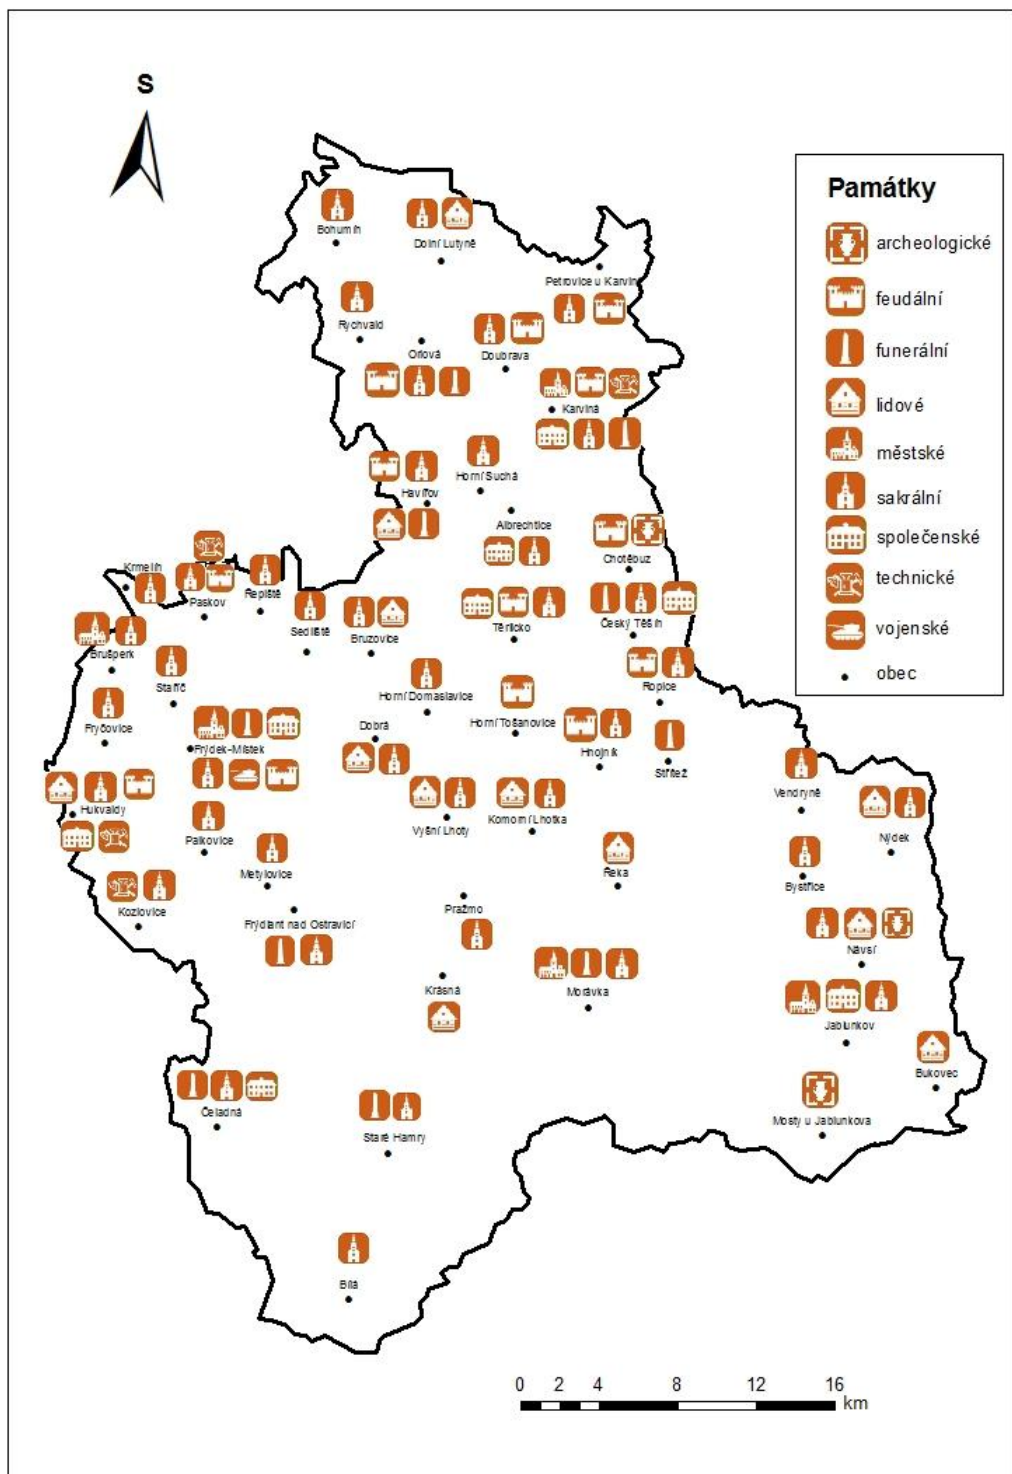 S
Památky
archeologické
feudální
funerální
lidové
městské
sakrální
společenské
technické
vojenské
obec
Bohumín
Dolní Lutyně
Petrovice u Karvin
Rychvald
Orlová
Doubrava
Karviná
Horní Suchá
Havířov
Albrechtice
Chotěbuz
Krmelín
Paskov
Řepiště
Sedliště
Bruzovice
Těrlicko
Český Těšín
Brušperk
Staříč
Horní Domaslavice
Ropice
Fryčovice
Horní Tošanovice
Dobrá
Frýdek-Místek
Hnojník
Střítež
Vendryně
Hukvaldy
Vyšní Lhoty
Komorní Lhotka
Nýdek
Palkovice
Metylovice
Řeka
Bystřice
Kozlovice
Pražmo
Frýdlant nad Ostravicí
Návsí
Krásná
Morávka
Jablunkov
Bukovec
Čeladná
Mosty u Jablunkova
Staré Hamry
Bílá
0 2 4 8 12 16
km